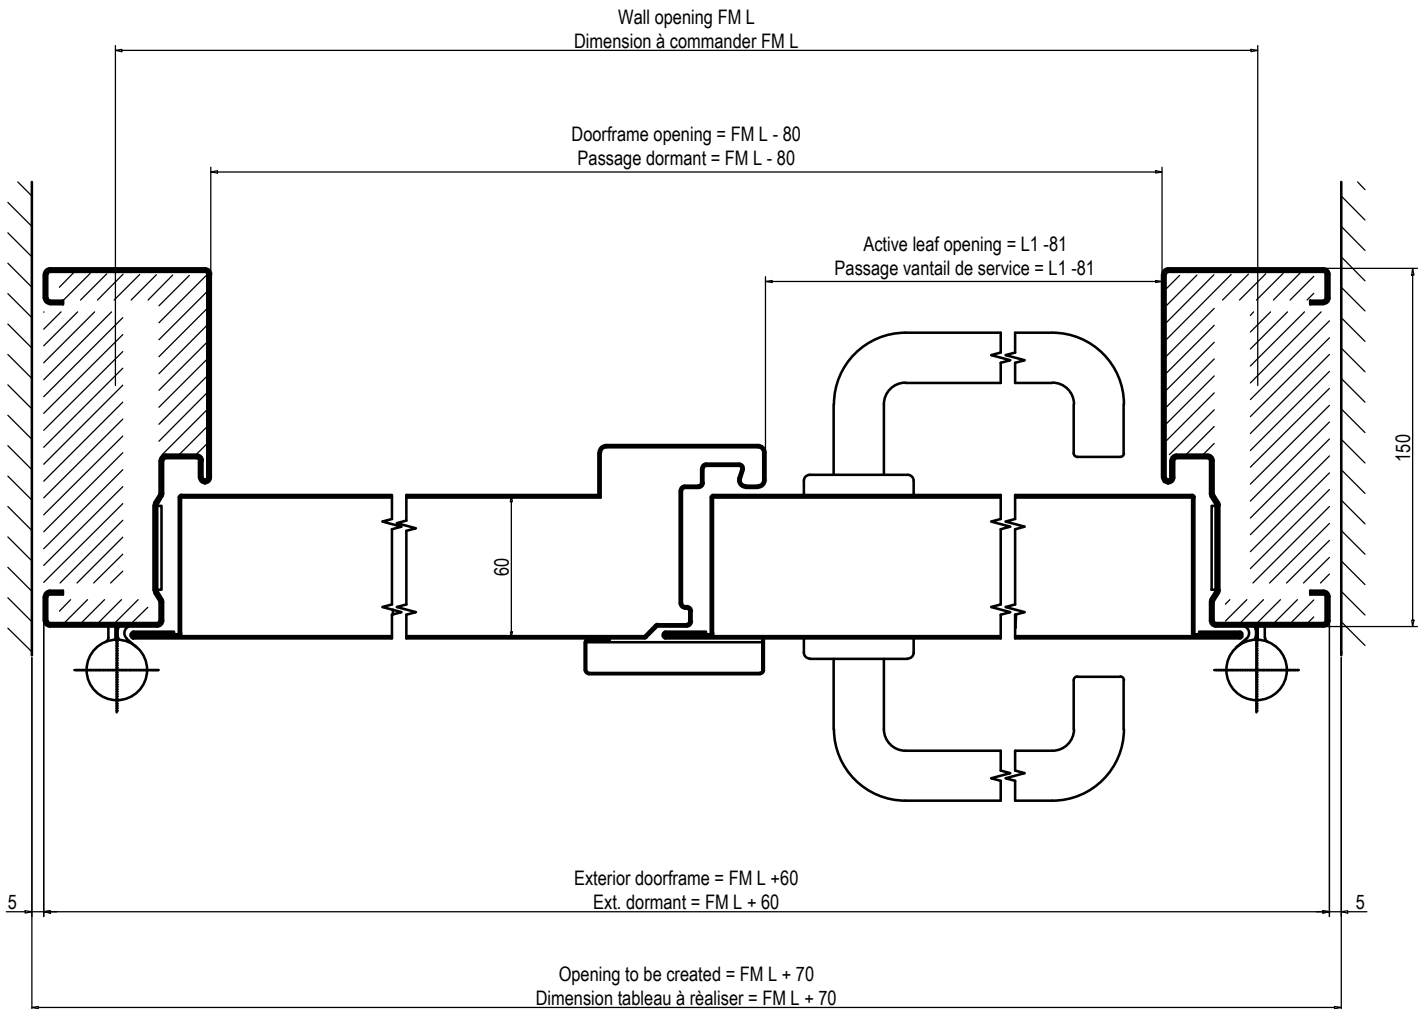 Wall opening FM L
Dimension à commander FM L
Doorframe opening = FM L - 80
Passage dormant = FM L - 80
Active leaf opening = L1 -81
Passage vantail de service = L1 -81
150
60
Exterior doorframe = FM L +60
Ext. dormant = FM L + 60
5
5
Opening to be created = FM L + 70
Dimension tableau à rèaliser = FM L + 70